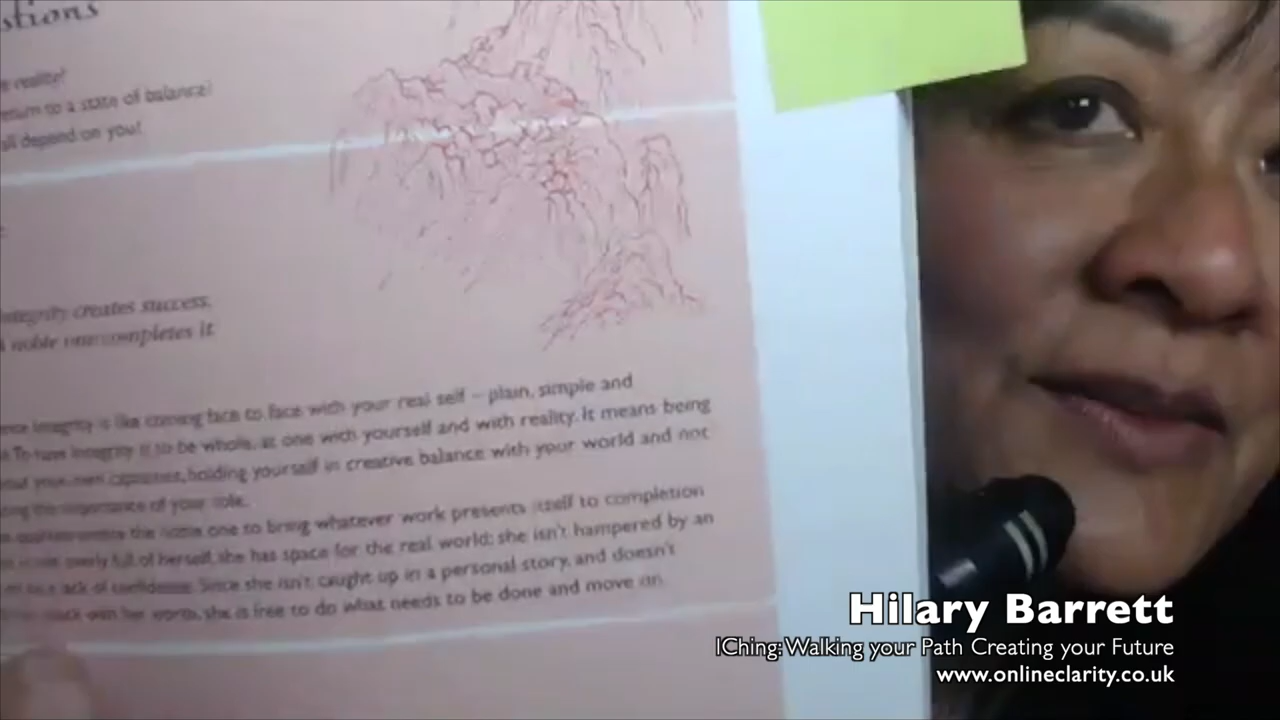 stions
e reality?
return to a state of balance?
all depend on you?
integrity creates success.
A noble one completes it
integrity is like coming face to face with your real self – plain, simple and
To have integrity is to be whole, at one with yourself and with reality. It means being
your own capacities, holding yourself in creative balance with your world and not
ting the importance of your role.
the noble one to bring whatever work presents itself to completion
is not overly full of herself, she has space for the real world; she isn't hampered by an
or a lack of confidence. Since she isn't caught up in a personal story, and doesn't
her worth, she is free to do what needs to be done and move on.
Hilary Barrett
IChing: Walking your Path Creating your Future
www.onlineclarity.co.uk